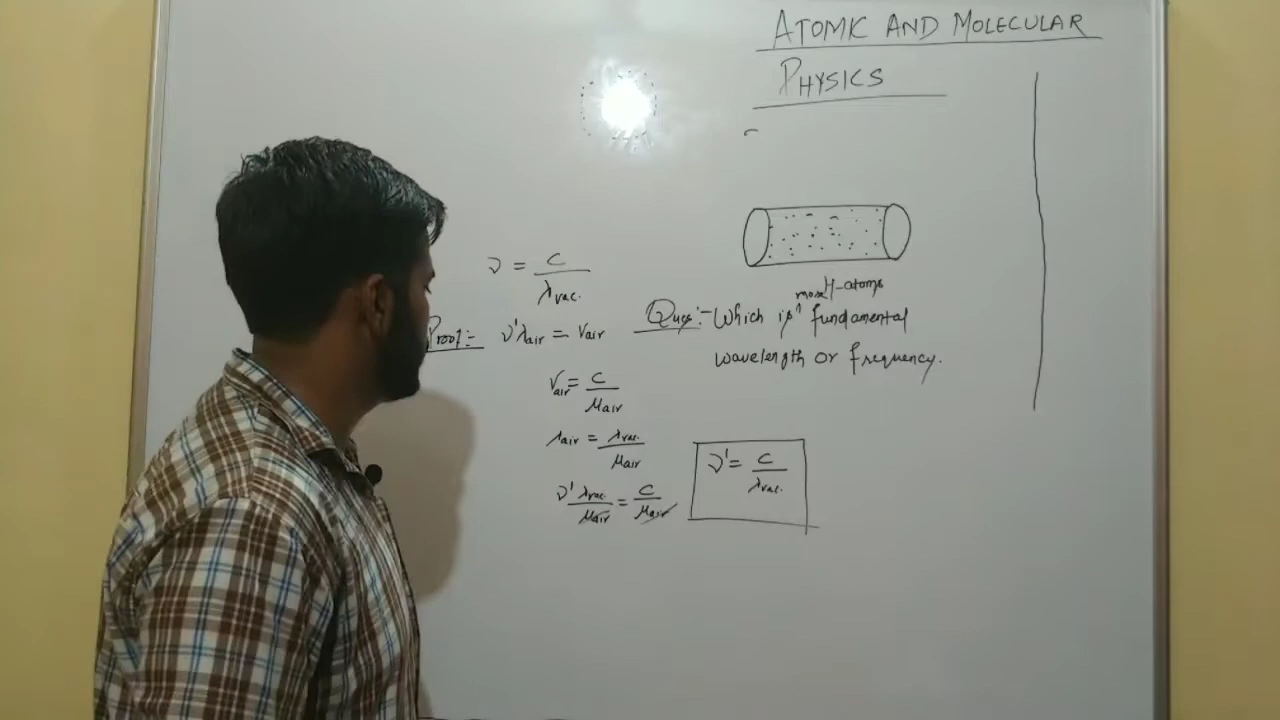 ATOMIC AND MOLECULAR
PHYSICS
ν = c / λvac.
Proof:- ν'λair = Vair
Vair = c / μair
λair = λvac. / μair
ν' λvac. / μair = c / μair
ν' = c / λvac.
H-atoms
more
Ques:- Which is ^ fundamental
wavelength or frequency.